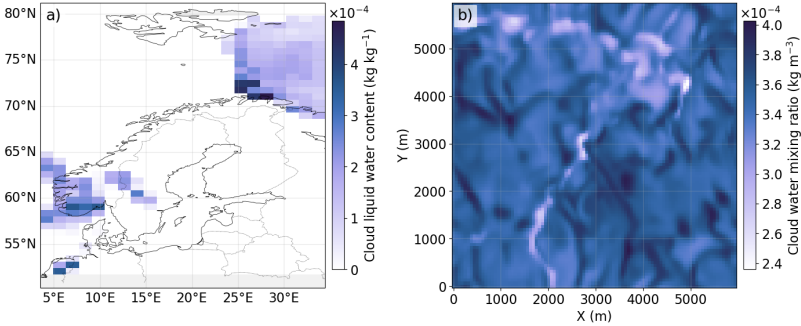 a)
80°N
75°N
70°N
65°N
60°N
55°N
5°E 10°E 15°E 20°E 25°E 30°E
×10⁻⁴
4
3
2
1
0
Cloud liquid water content (kg kg⁻¹)
b)
5000
4000
3000
2000
1000
0
Y (m)
0 1000 2000 3000 4000 5000
X (m)
×10⁻⁴
4.0
3.8
3.6
3.4
3.2
3.0
2.8
2.6
2.4
Cloud water mixing ratio (kg m⁻³)